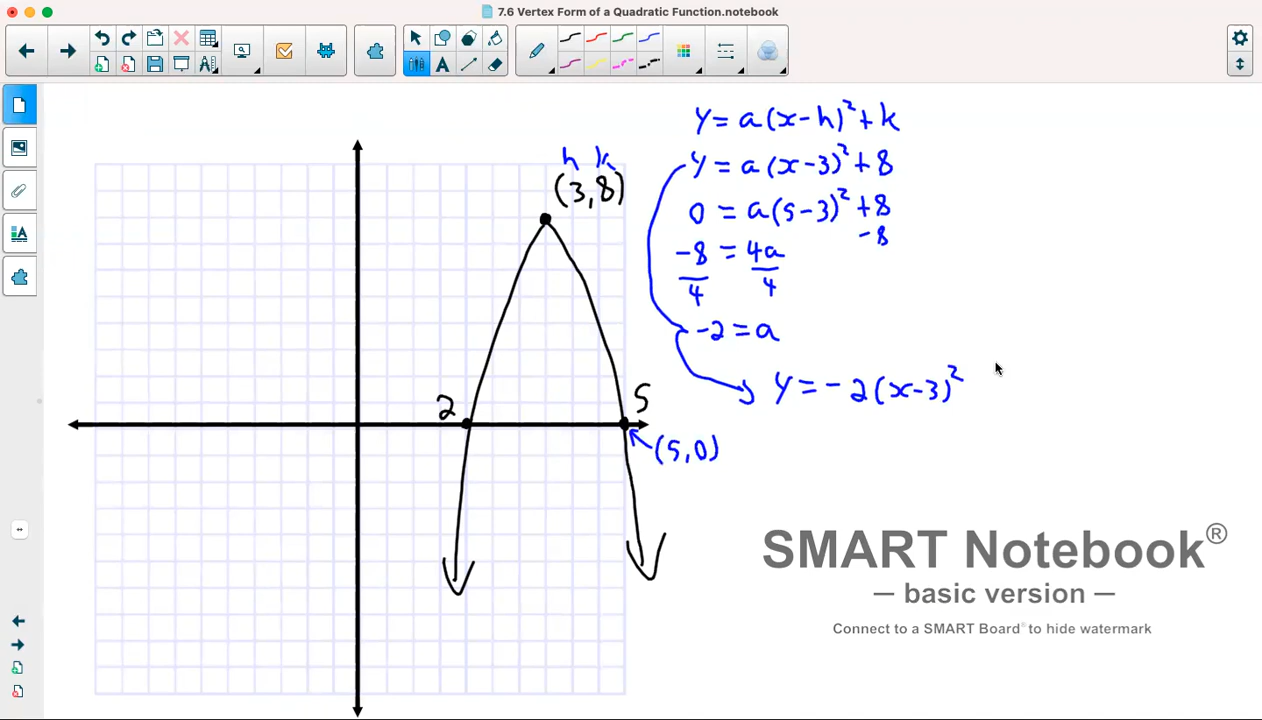 7.6 Vertex Form of a Quadratic Function.notebook
y = a(x-h)²+k
h k
(3,8)
y = a(x-3)²+8
0 = a(5-3)²+8
-8
-8 = 4a
4 4
-2 = a
y = -2(x-3)²
2
5
(5,0)
SMART Notebook®
— basic version —
Connect to a SMART Board® to hide watermark